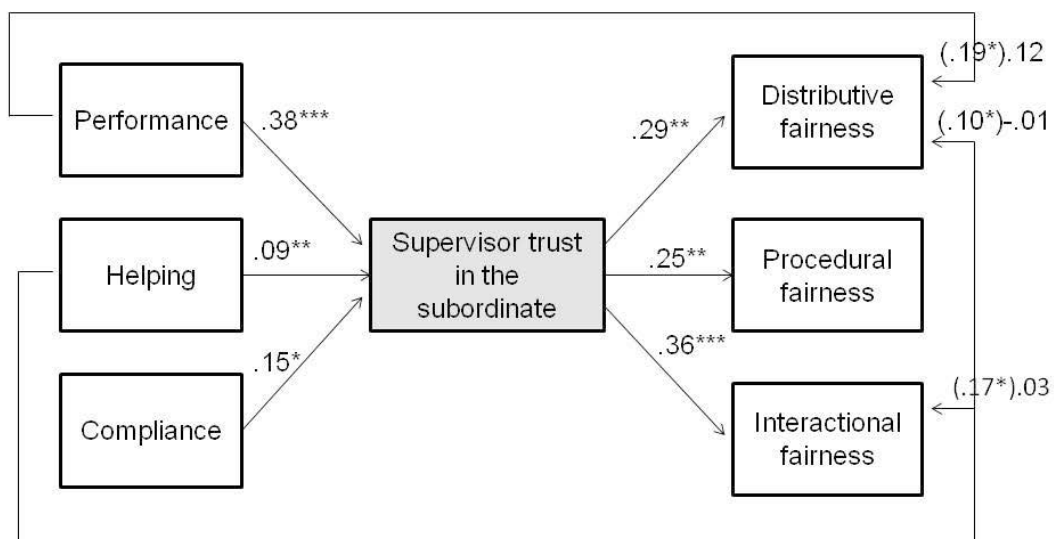 (.19*).12
Performance
.38***
Distributive
fairness
.29**
(.10*)-.01
Helping
.09**
Supervisor trust
in the
subordinate
.25**
Procedural
fairness
.15*
.36***
Compliance
Interactional
fairness
(.17*).03